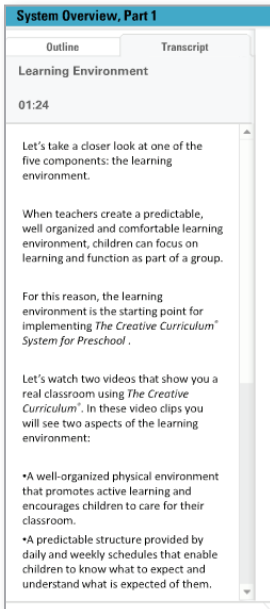 System Overview, Part 1
Outline
Transcript
Learning Environment
01:24
Let's take a closer look at one of the
five components: the learning
environment.
When teachers create a predictable,
well organized and comfortable learning
environment, children can focus on
learning and function as part of a group.
For this reason, the learning
environment is the starting point for
implementing The Creative Curriculum®
System for Preschool .
Let's watch two videos that show you a
real classroom using The Creative
Curriculum®. In these video clips you
will see two aspects of the learning
environment:
•A well-organized physical environment
that promotes active learning and
encourages children to care for their
classroom.
•A predictable structure provided by
daily and weekly schedules that enable
children to know what to expect and
understand what is expected of them.